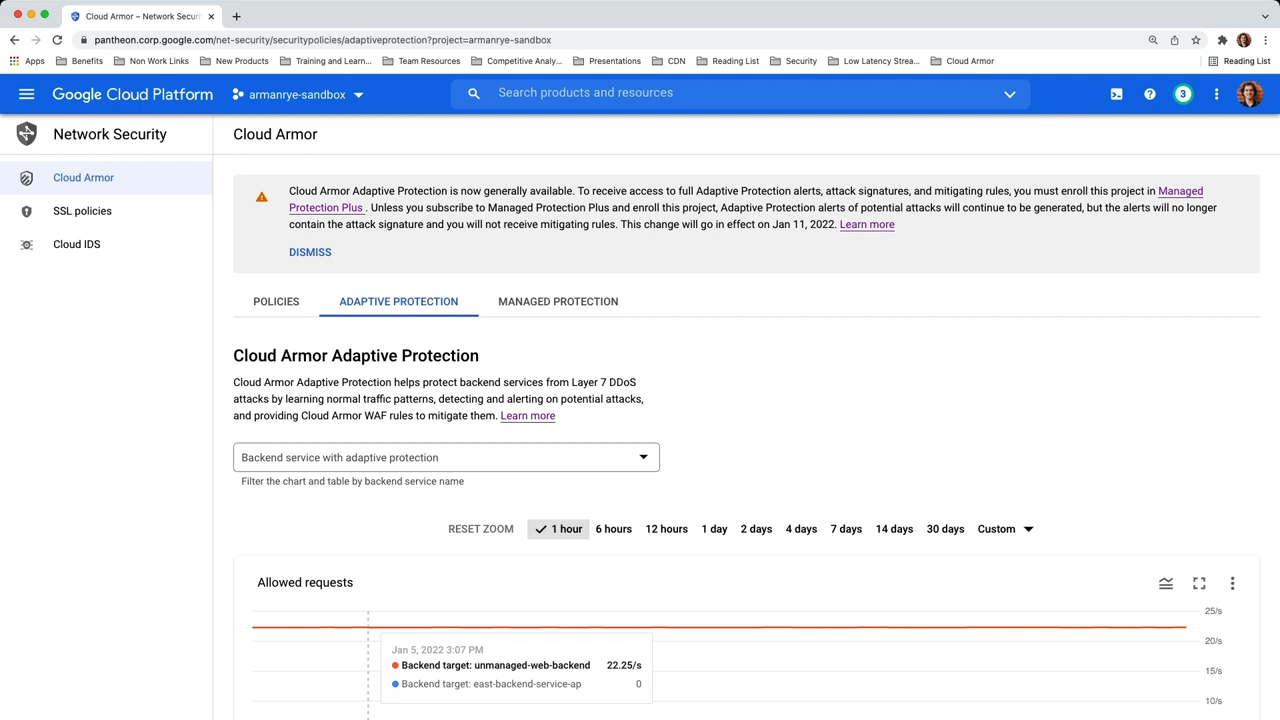 Cloud Armor – Network Securi
pantheon.corp.google.com/net-security/securitypolicies/adaptiveprotection?project=armanrye-sandbox
Apps Benefits Non Work Links New Products Training and Learn... Team Resources Competitive Analy... Presentations CDN Reading List Security Low Latency Strea... Cloud Armor Reading List
Google Cloud Platform armanrye-sandbox Search products and resources 3
Network Security
Cloud Armor
SSL policies
Cloud IDS
Cloud Armor
Cloud Armor Adaptive Protection is now generally available. To receive access to full Adaptive Protection alerts, attack signatures, and mitigating rules, you must enroll this project in Managed
Protection Plus . Unless you subscribe to Managed Protection Plus and enroll this project, Adaptive Protection alerts of potential attacks will continue to be generated, but the alerts will no longer
contain the attack signature and you will not receive mitigating rules. This change will go in effect on Jan 11, 2022. Learn more
DISMISS
POLICIES ADAPTIVE PROTECTION MANAGED PROTECTION
Cloud Armor Adaptive Protection
Cloud Armor Adaptive Protection helps protect backend services from Layer 7 DDoS
attacks by learning normal traffic patterns, detecting and alerting on potential attacks,
and providing Cloud Armor WAF rules to mitigate them. Learn more
Backend service with adaptive protection
Filter the chart and table by backend service name
RESET ZOOM 1 hour 6 hours 12 hours 1 day 2 days 4 days 7 days 14 days 30 days Custom
Allowed requests
25/s
20/s
15/s
10/s
Jan 5, 2022 3:07 PM
Backend target: unmanaged-web-backend 22.25/s
Backend target: east-backend-service-ap 0